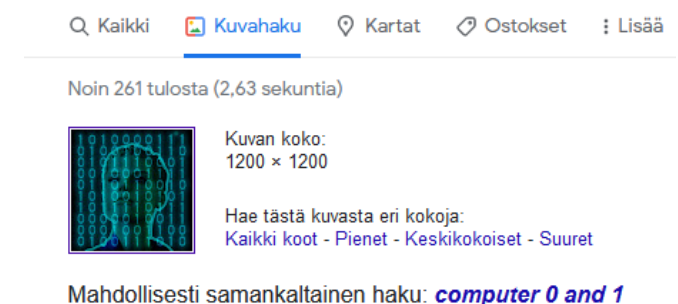 Kaikki Kuvahaku Kartat Ostokset Lisää
Noin 261 tulosta (2,63 sekuntia)
Kuvan koko:
1200 × 1200
Hae tästä kuvasta eri kokoja:
Kaikki koot - Pienet - Keskikokoiset - Suuret
Mahdollisesti samankaltainen haku: computer 0 and 1